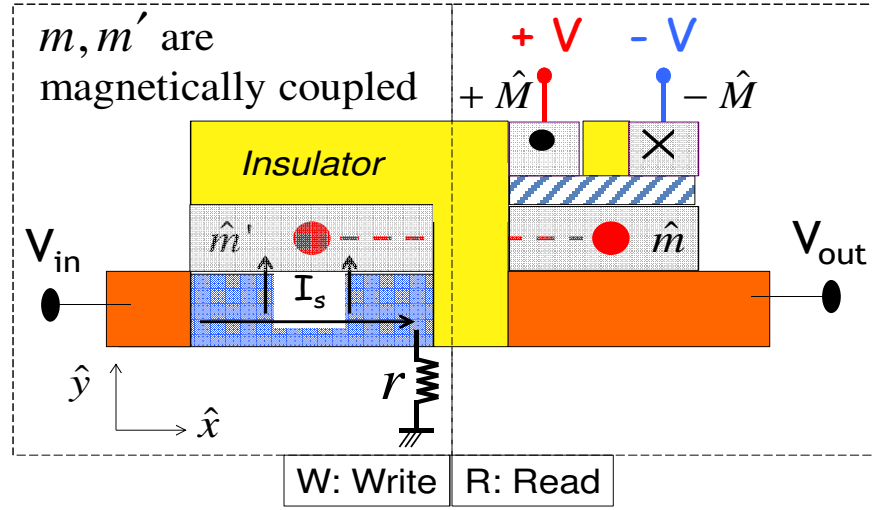 m, m′ are
magnetically coupled
+ V
- V
+ M̂
− M̂
Insulator
m̂'
m̂
V_in
V_out
I_s
r
ŷ
x̂
W: Write
R: Read